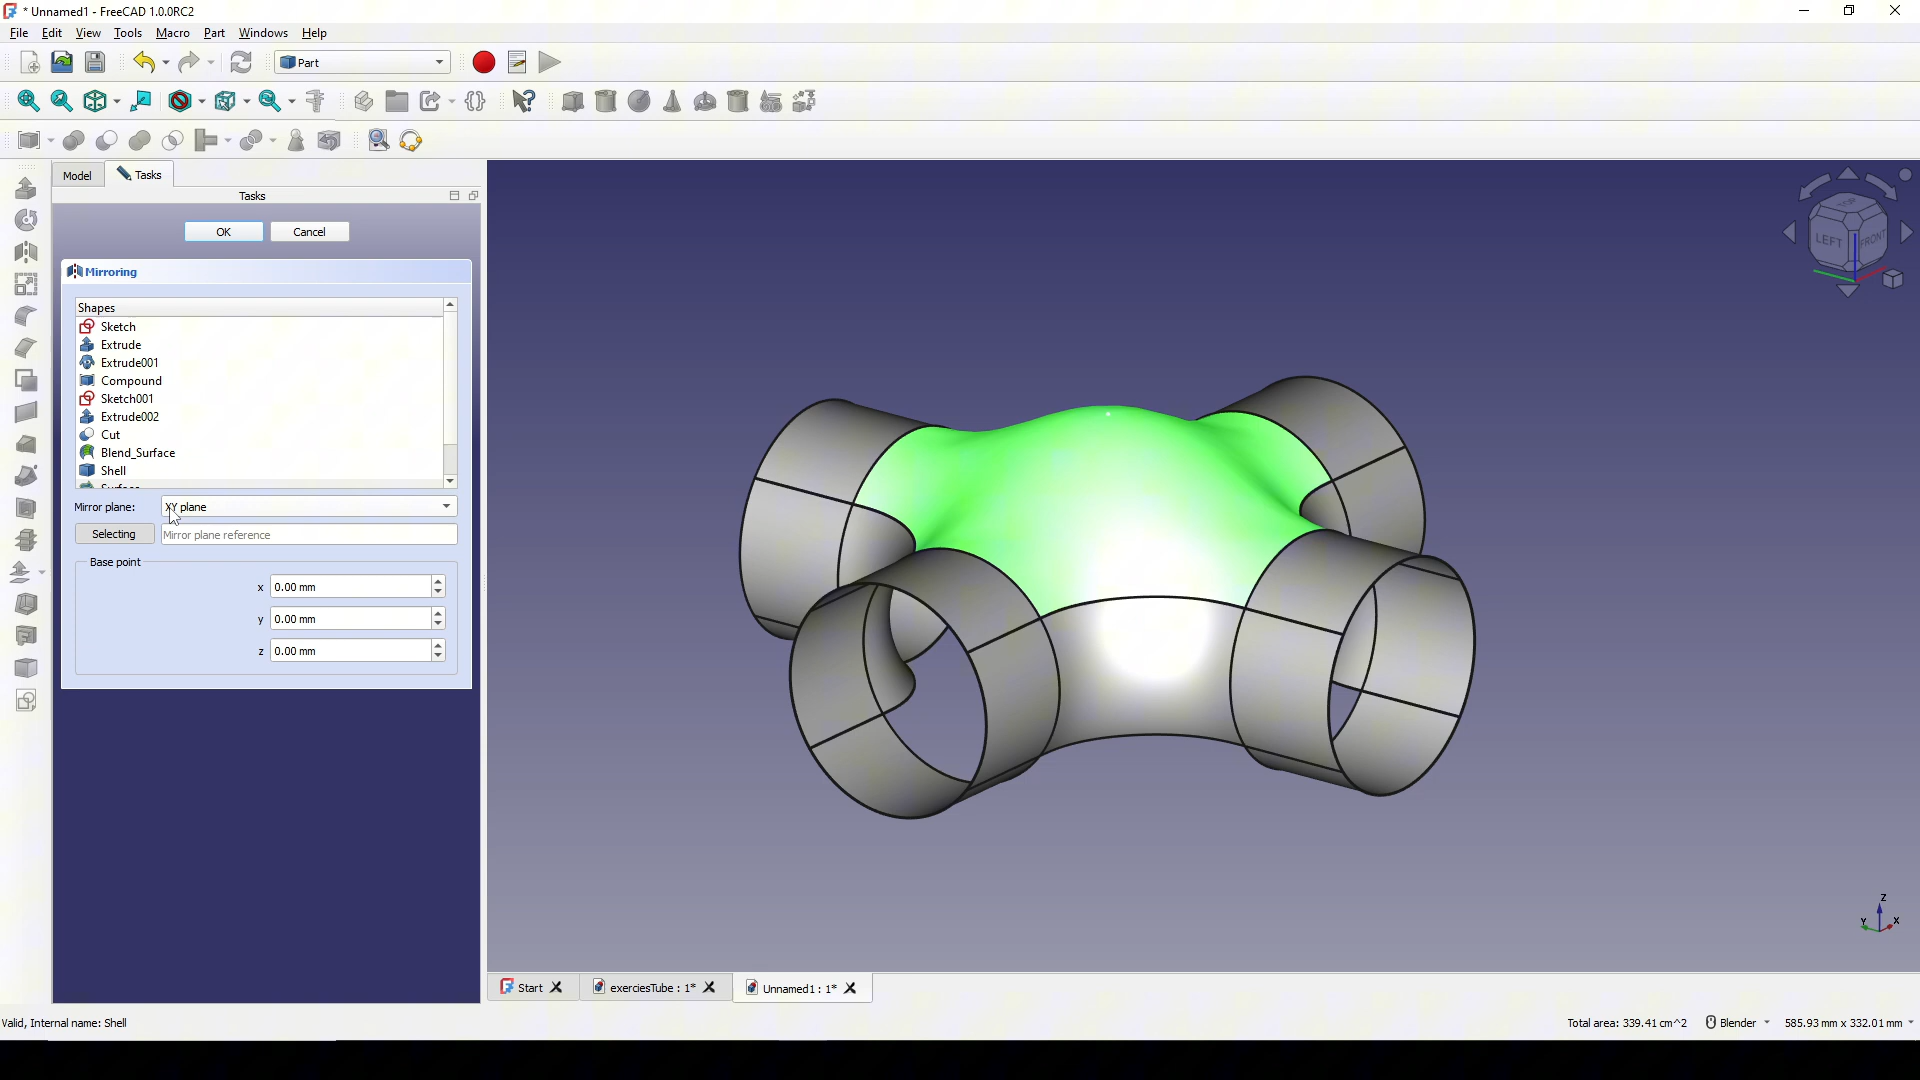 * Unnamed1 - FreeCAD 1.0.0RC2
File Edit View Tools Macro Part Windows Help
Part
Model Tasks
Tasks
OK Cancel
Mirroring
Shapes
Sketch
Extrude
Extrude001
Compound
Sketch001
Extrude002
Cut
Blend_Surface
Shell
Surface
Mirror plane: XY plane
Selecting Mirror plane reference
Base point
x 0.00 mm
y 0.00 mm
z 0.00 mm
TOP
LEFT FRONT
Z
Y X
Start exerciesTube : 1* Unnamed1 : 1*
Valid, Internal name: Shell Total area: 339.41 cm^2 Blender 585.93 mm x 332.01 mm